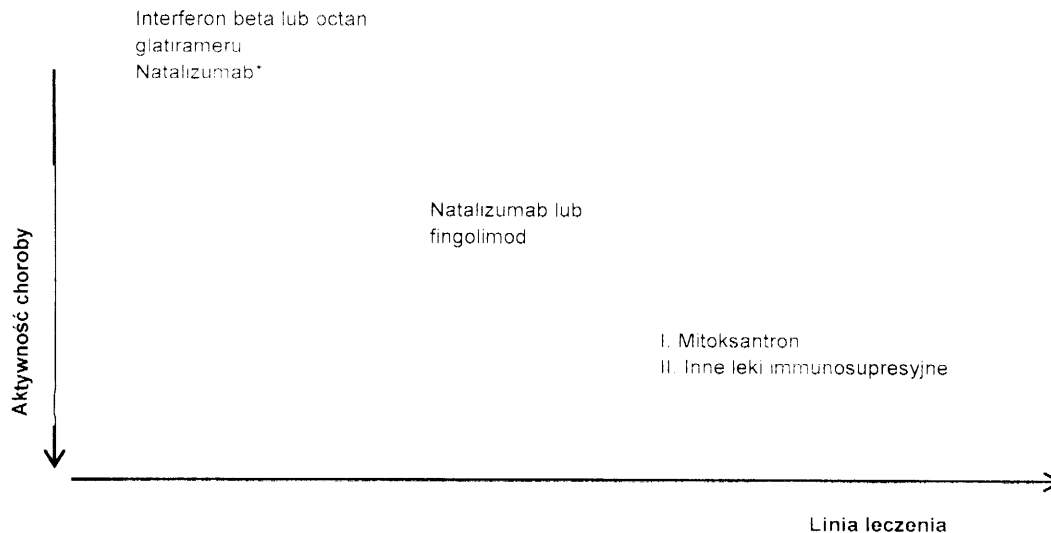 Interferon beta lub octan
glatirameru
Natalizumab*
Natalizumab lub
fingolimod
I. Mitoksantron
II. Inne leki immunosupresyjne
Aktywność choroby
Linia leczenia